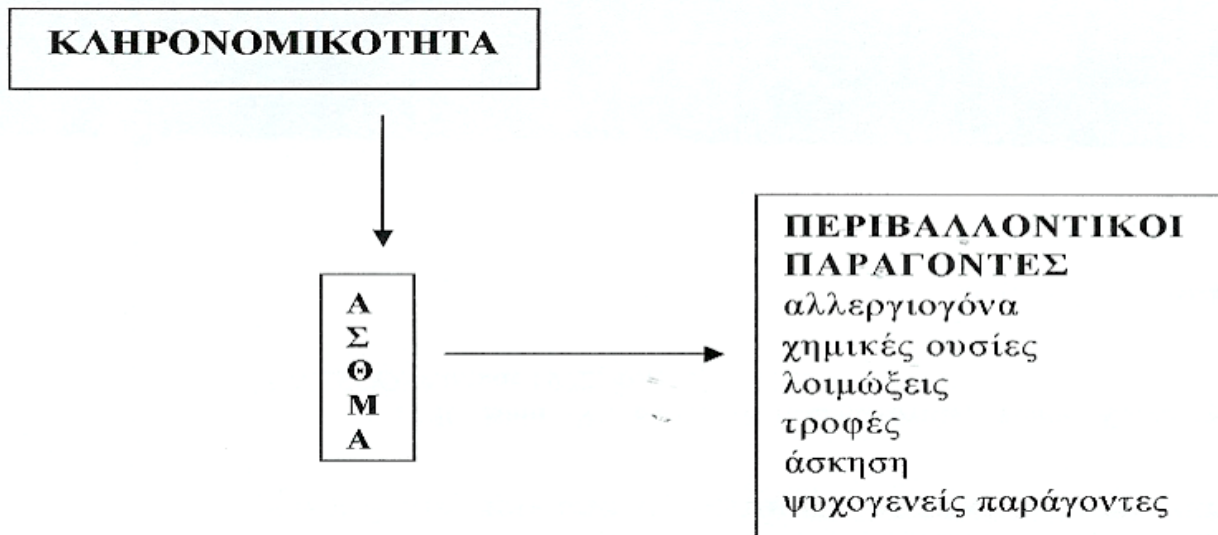 ΚΛΗΡΟΝΟΜΙΚΟΤΗΤΑ
Α
Σ
Θ
Μ
Α
ΠΕΡΙΒΑΛΛΟΝΤΙΚΟΙ
ΠΑΡΑΓΟΝΤΕΣ
αλλεργιογόνα
χημικές ουσίες
λοιμώξεις
τροφές
άσκηση
ψυχογενείς παράγοντες